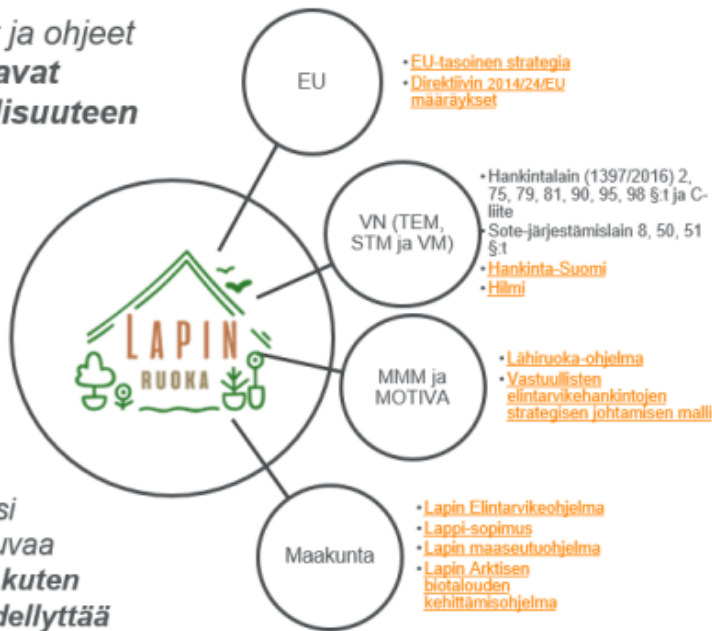 ja ohjeet
avat
lisuuteen
EU
• EU-tasoinen strategia
• Direktiivin 2014/24/EU
määräykset
VN (TEM,
STM ja VM)
• Hankintalain (1397/2016) 2,
75, 79, 81, 90, 95, 98 §:t ja C-
liite
• Sote-järjestämislain 8, 50, 51
§:t
• Hankinta-Suomi
• Hilmi
LAPIN
RUOKA
MMM ja
MOTIVA
• Lähiruoka-ohjelma
• Vastuullisten
elintarvikehankintojen
strategisen johtamisen malli
si
uvaa
kuten
dellyttää
Maakunta
• Lapin Elintarvikeohjelma
• Lappi-sopimus
• Lapin maaseutuohjelma
• Lapin Arktisen
biotalouden
kehittämisohjelma